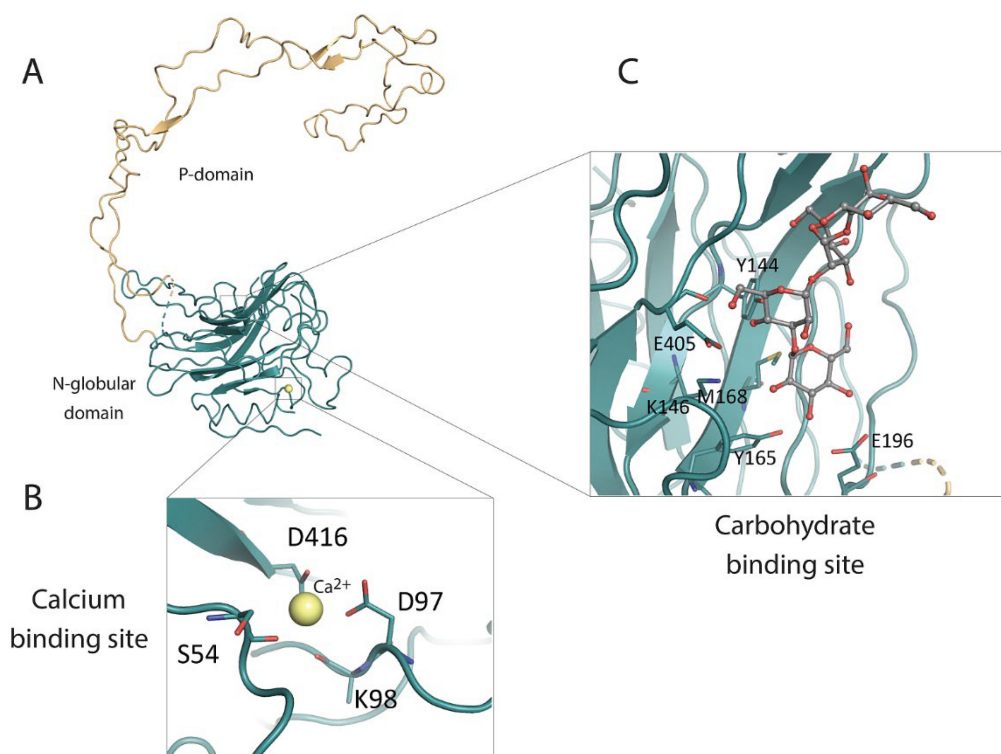 A
P-domain
N-globular
domain
B
Calcium
binding site
D416
Ca2+
D97
S54
K98
C
Y144
E405
K146
M168
Y165
E196
Carbohydrate
binding site